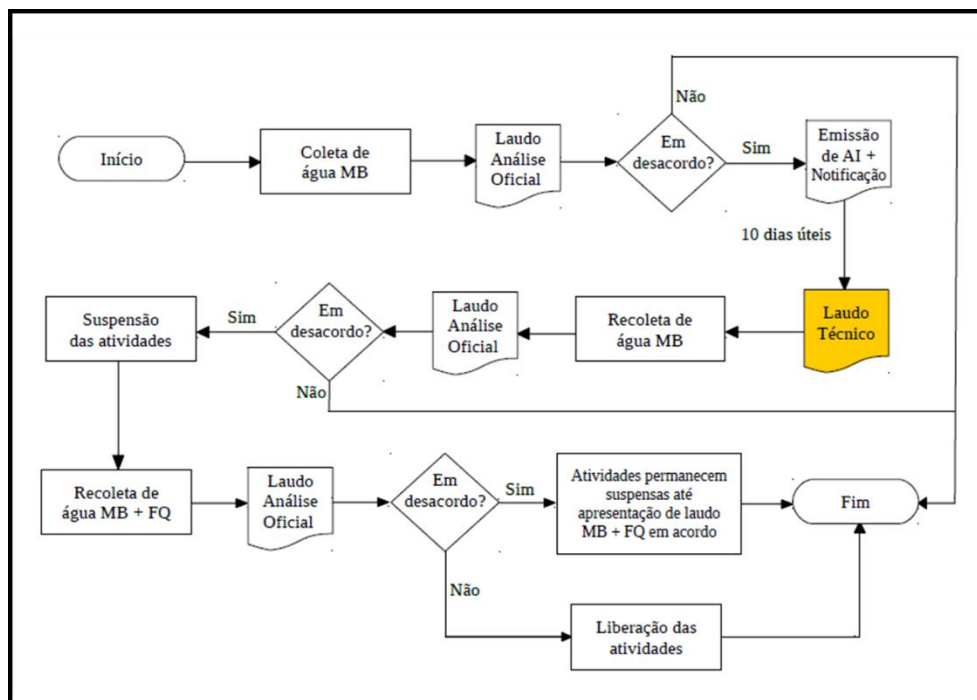 Não
Início
Coleta de
água MB
Laudo
Análise
Oficial
Em
desacordo?
Sim
Emissão
de AI +
Notificação
10 dias úteis
Suspensão
das atividades
Sim
Em
desacordo?
Laudo
Análise
Oficial
Recoleta de
água MB
Laudo
Técnico
Não
Recoleta de
água MB + FQ
Laudo
Análise
Oficial
Em
desacordo?
Sim
Atividades permanecem
suspensas até
apresentação de laudo
MB + FQ em acordo
Fim
Não
Liberação das
atividades